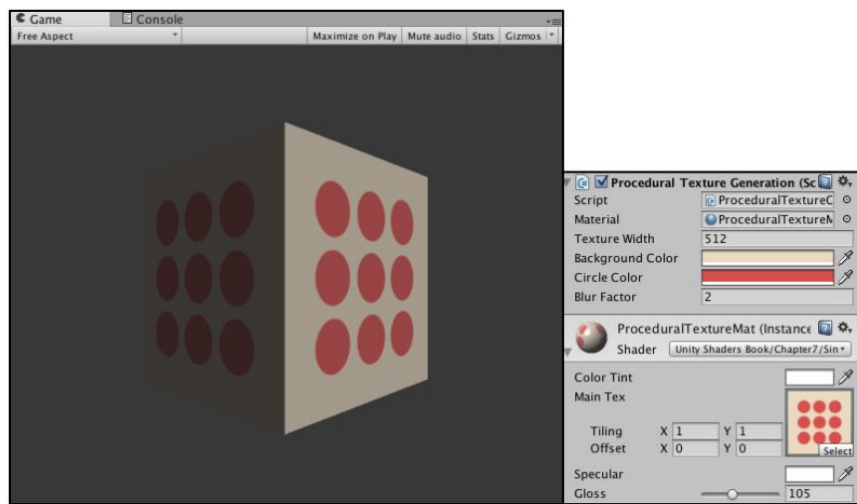 Game
Console
Free Aspect
Maximize on Play
Mute audio
Stats
Gizmos
Procedural Texture Generation (Sc
Script
ProceduralTextureC
Material
ProceduralTextureM
Texture Width
512
Background Color
Circle Color
Blur Factor
2
ProceduralTextureMat (Instance
Shader
Unity Shaders Book/Chapter7/Sin
Color Tint
Main Tex
Tiling X 1 Y 1
Offset X 0 Y 0
Select
Specular
Gloss
105